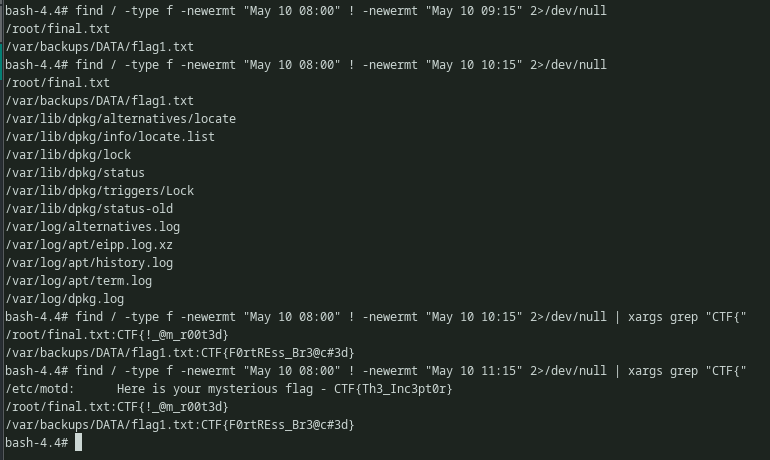 bash-4.4# find / -type f -newermt "May 10 08:00" ! -newermt "May 10 09:15" 2>/dev/null
/root/final.txt
/var/backups/DATA/flag1.txt
bash-4.4# find / -type f -newermt "May 10 08:00" ! -newermt "May 10 10:15" 2>/dev/null
/root/final.txt
/var/backups/DATA/flag1.txt
/var/lib/dpkg/alternatives/locate
/var/lib/dpkg/info/locate.list
/var/lib/dpkg/lock
/var/lib/dpkg/status
/var/lib/dpkg/triggers/Lock
/var/lib/dpkg/status-old
/var/log/alternatives.log
/var/log/apt/eipp.log.xz
/var/log/apt/history.log
/var/log/apt/term.log
/var/log/dpkg.log
bash-4.4# find / -type f -newermt "May 10 08:00" ! -newermt "May 10 10:15" 2>/dev/null | xargs grep "CTF{"
/root/final.txt:CTF{!_@m_r00t3d}
/var/backups/DATA/flag1.txt:CTF{F0rtREss_Br3@c#3d}
bash-4.4# find / -type f -newermt "May 10 08:00" ! -newermt "May 10 11:15" 2>/dev/null | xargs grep "CTF{"
/etc/motd:      Here is your mysterious flag - CTF{Th3_Inc3pt0r}
/root/final.txt:CTF{!_@m_r00t3d}
/var/backups/DATA/flag1.txt:CTF{F0rtREss_Br3@c#3d}
bash-4.4#